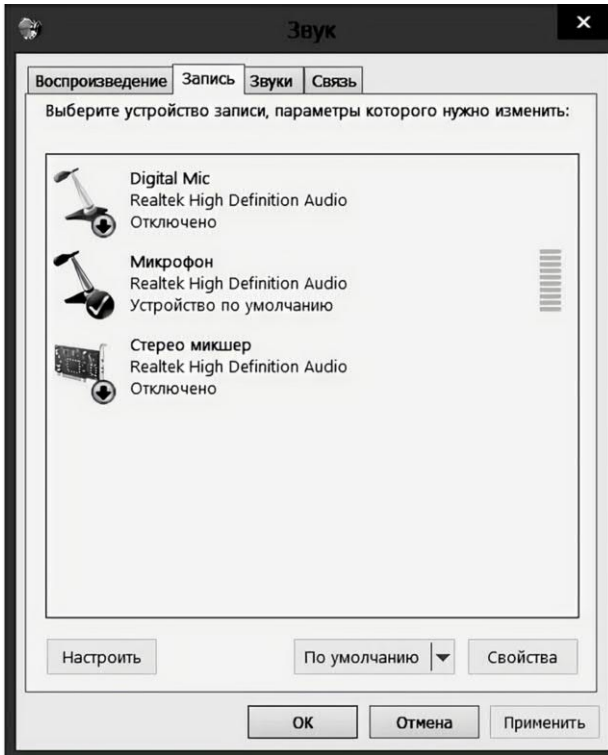 Звук
Воспроизведение Запись Звуки Связь
Выберите устройство записи, параметры которого нужно изменить:
Digital Mic
Realtek High Definition Audio
Отключено
Микрофон
Realtek High Definition Audio
Устройство по умолчанию
Стерео микшер
Realtek High Definition Audio
Отключено
Настроить По умолчанию Свойства
ОК Отмена Применить